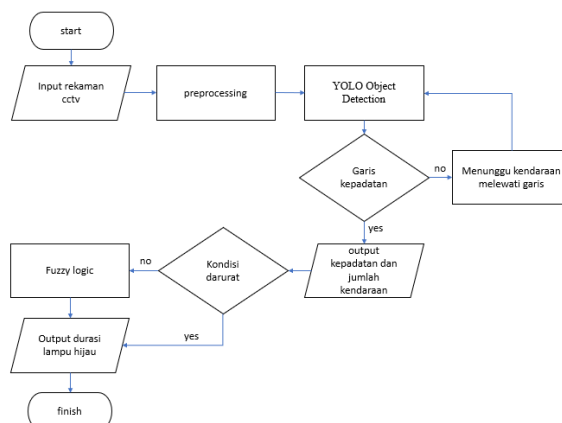 start
Input rekaman
cctv
preprocessing
YOLO Object
Detection
Garis
kepadatan
no
Menunggu kendaraan
melewati garis
yes
output
kepadatan dan
jumlah
kendaraan
Kondisi
darurat
no
Fuzzy logic
yes
Output durasi
lampu hijau
finish